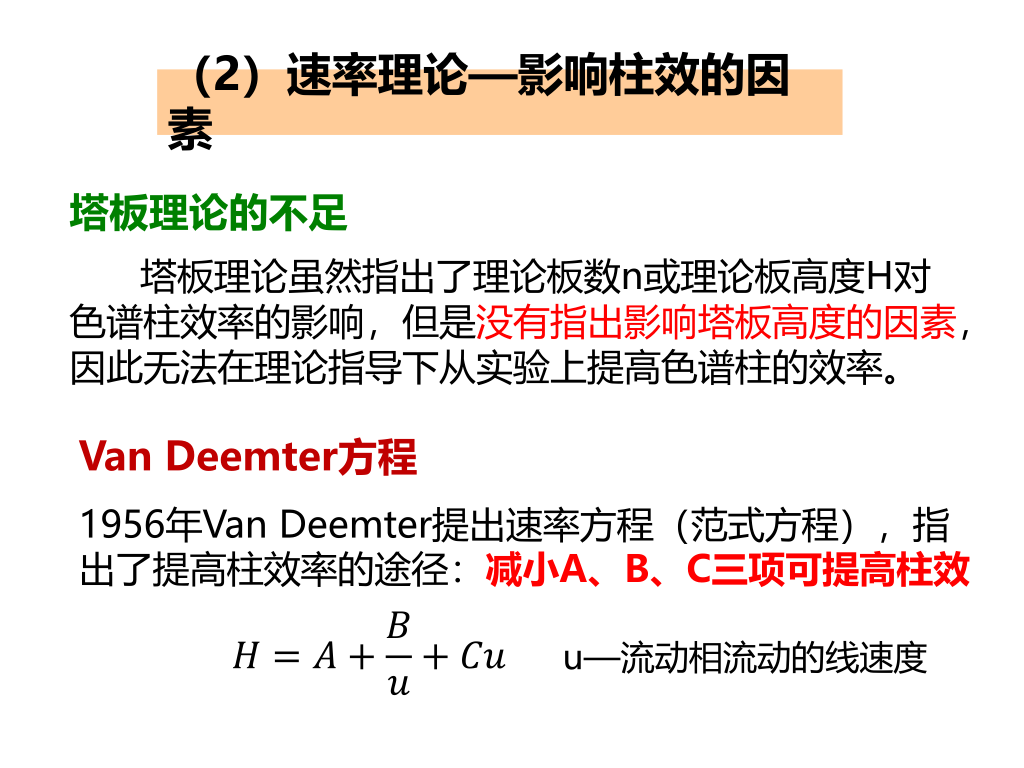 （2）速率理论—影响柱效的因
素
塔板理论的不足
塔板理论虽然指出了理论板数n或理论板高度H对
色谱柱效率的影响，但是没有指出影响塔板高度的因素，
因此无法在理论指导下从实验上提高色谱柱的效率。
Van Deemter方程
1956年Van Deemter提出速率方程（范式方程），指
出了提高柱效率的途径：减小A、B、C三项可提高柱效
H = A + B/u + Cu u—流动相流动的线速度